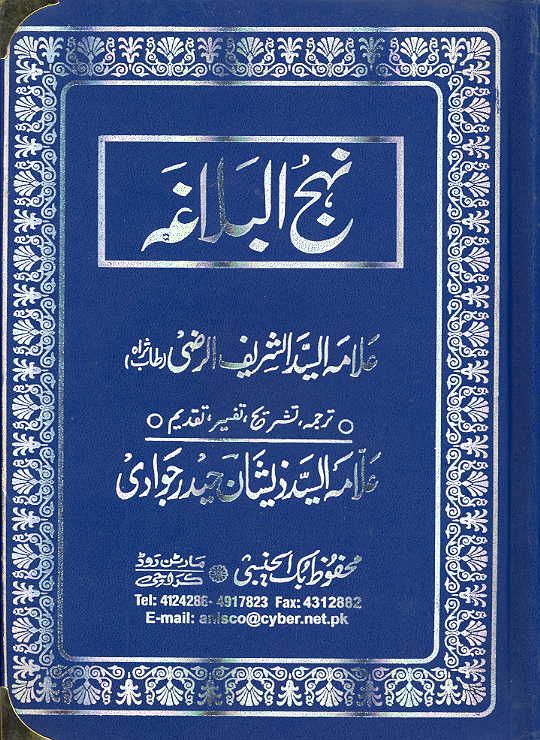 نہج البلاغہ
علامہ السید الشریف الرضی (طاب ثراہ)
ترجمہ، تشریح، تفسیر، تقدیم
علامہ السید ذیشان حیدر جوادی
محفوظ بک ایجنسی
مارٹن روڈ
کراچی
Tel: 4124286- 4917823 Fax: 4312882
E-mail: anisco@cyber.net.pk